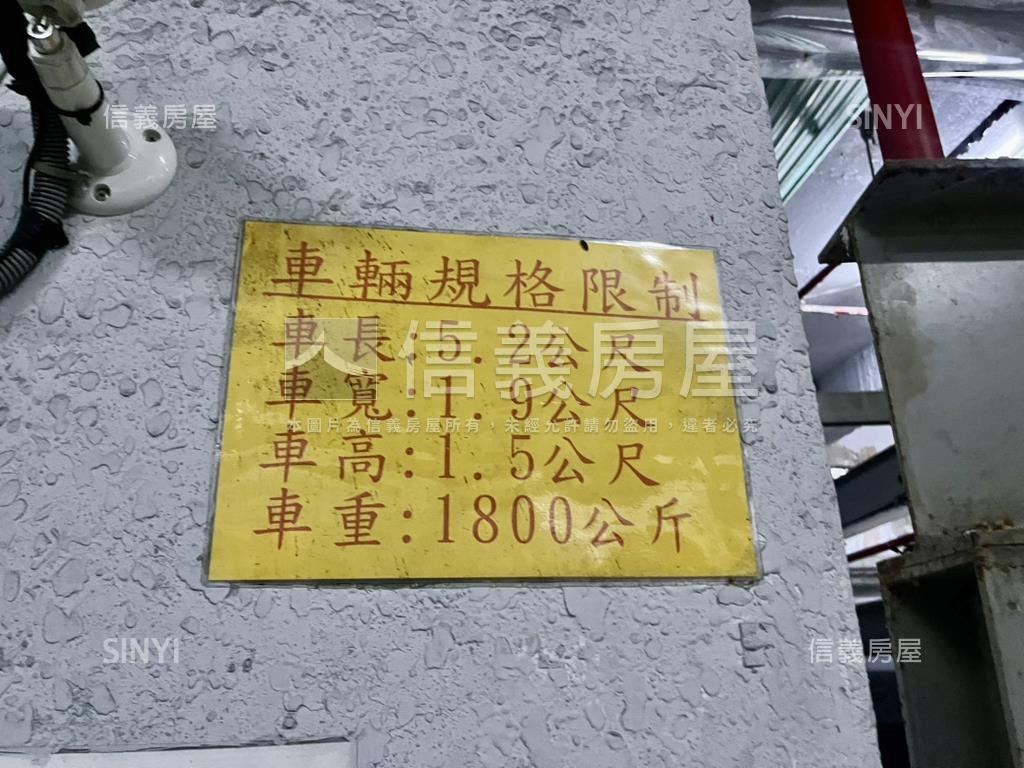 信義房屋
SINYI
車輛規格限制
車長:5.2公尺
信義房屋
車寬:1.9公尺
本圖片為信義房屋所有,未經允許請勿盜用,違者必究
車高:1.5公尺
車重:1800公斤
SINYI
信義房屋